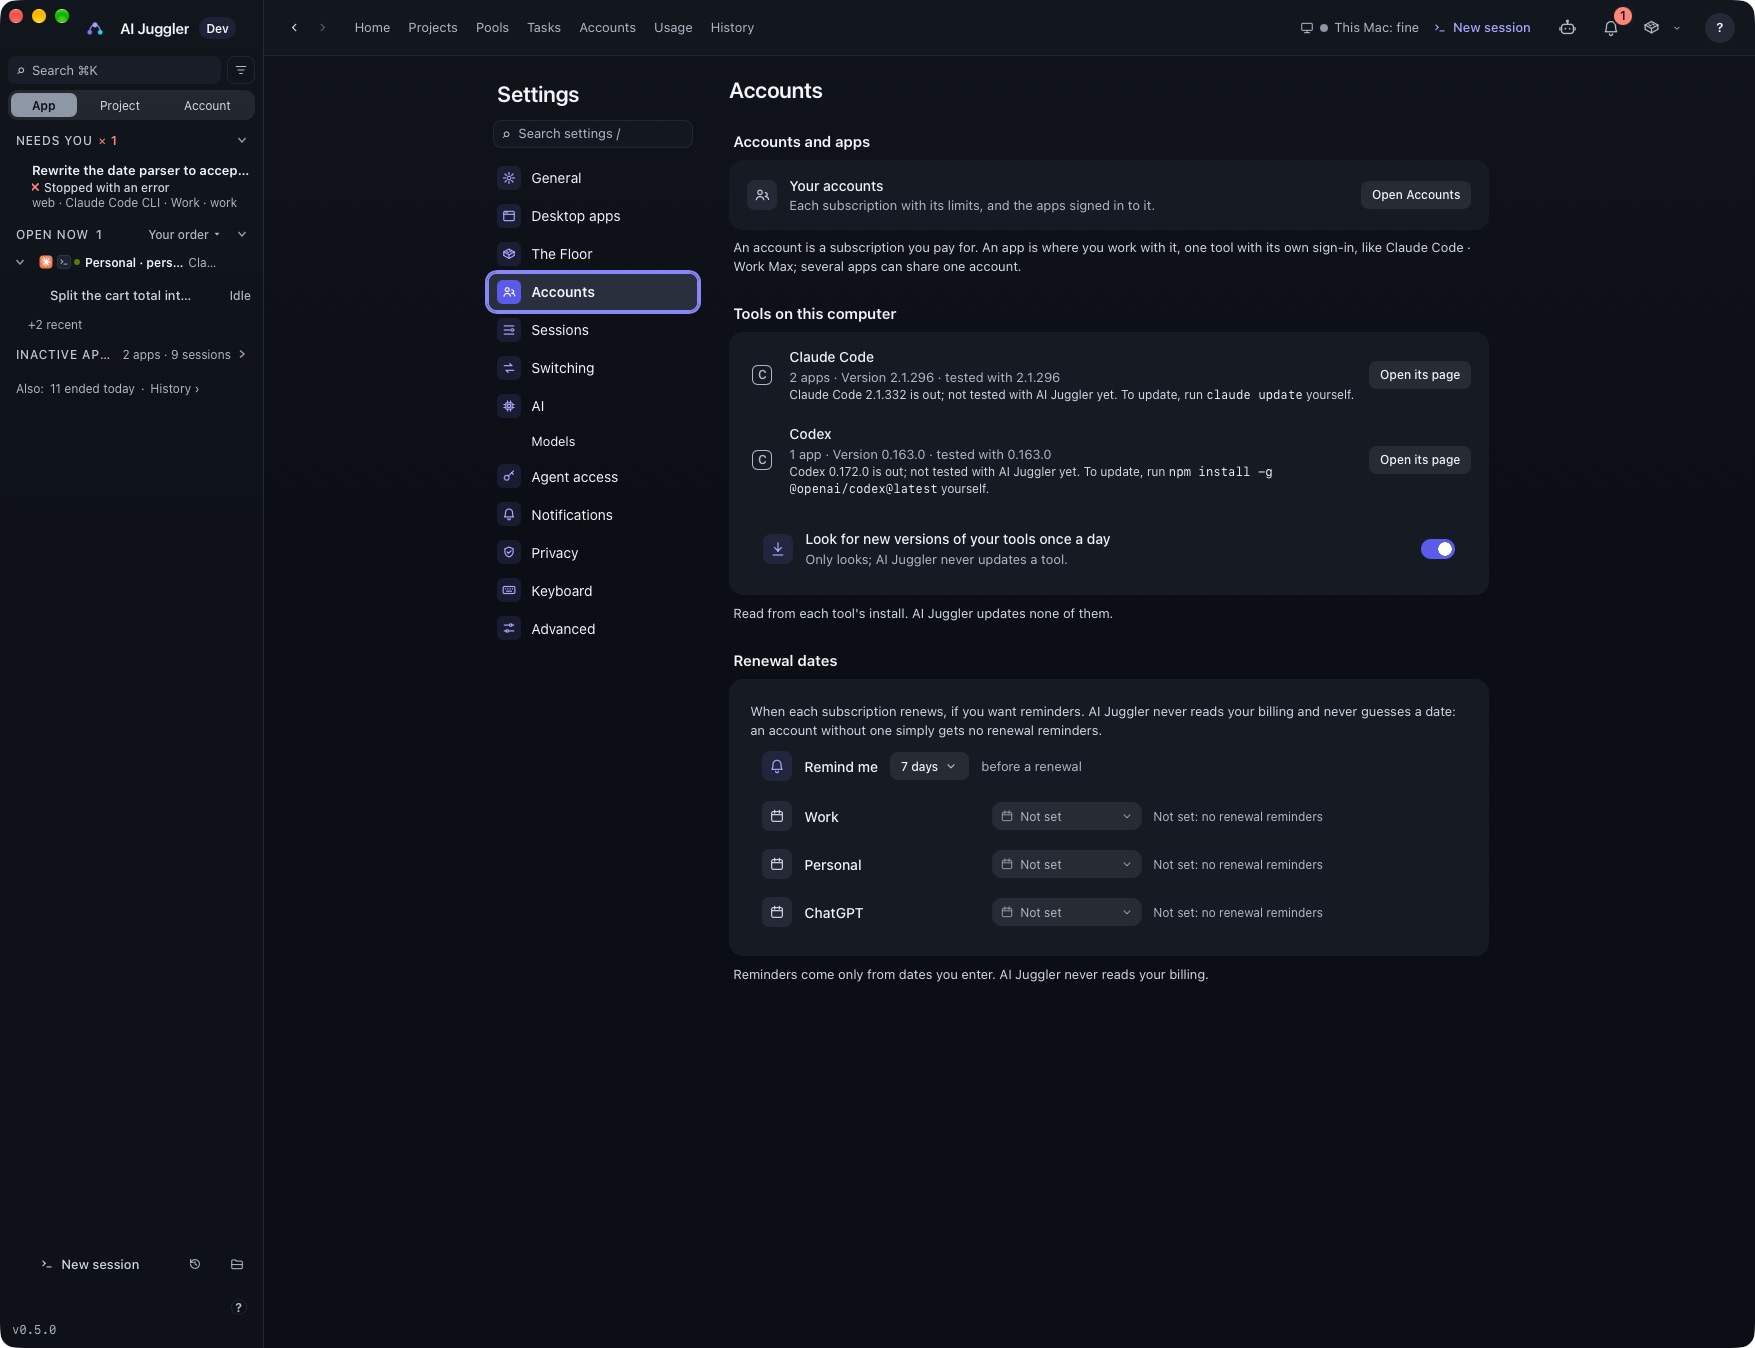 AI Juggler Dev
Search ⌘K
App Project Account
NEEDS YOU × 1
Rewrite the date parser to accep...
× Stopped with an error
web · Claude Code CLI · Work · work
OPEN NOW 1 Your order
Personal · pers... Cla...
Split the cart total int... Idle
+2 recent
INACTIVE AP... 2 apps · 9 sessions >
Also: 11 ended today · History ›
New session
?
v0.5.0
Home Projects Pools Tasks Accounts Usage History
This Mac: fine New session 1 ?
Settings
Search settings /
General
Desktop apps
The Floor
Accounts
Sessions
Switching
AI
Models
Agent access
Notifications
Privacy
Keyboard
Advanced
Accounts
Accounts and apps
Your accounts
Each subscription with its limits, and the apps signed in to it.
Open Accounts
An account is a subscription you pay for. An app is where you work with it, one tool with its own sign-in, like Claude Code ·
Work Max; several apps can share one account.
Tools on this computer
C
Claude Code
2 apps · Version 2.1.296 · tested with 2.1.296
Claude Code 2.1.332 is out; not tested with AI Juggler yet. To update, run claude update yourself.
Open its page
C
Codex
1 app · Version 0.163.0 · tested with 0.163.0
Codex 0.172.0 is out; not tested with AI Juggler yet. To update, run npm install -g
@openai/codex@latest yourself.
Open its page
Look for new versions of your tools once a day
Only looks; AI Juggler never updates a tool.
Read from each tool's install. AI Juggler updates none of them.
Renewal dates
When each subscription renews, if you want reminders. AI Juggler never reads your billing and never guesses a date:
an account without one simply gets no renewal reminders.
Remind me 7 days before a renewal
Work Not set Not set: no renewal reminders
Personal Not set Not set: no renewal reminders
ChatGPT Not set Not set: no renewal reminders
Reminders come only from dates you enter. AI Juggler never reads your billing.